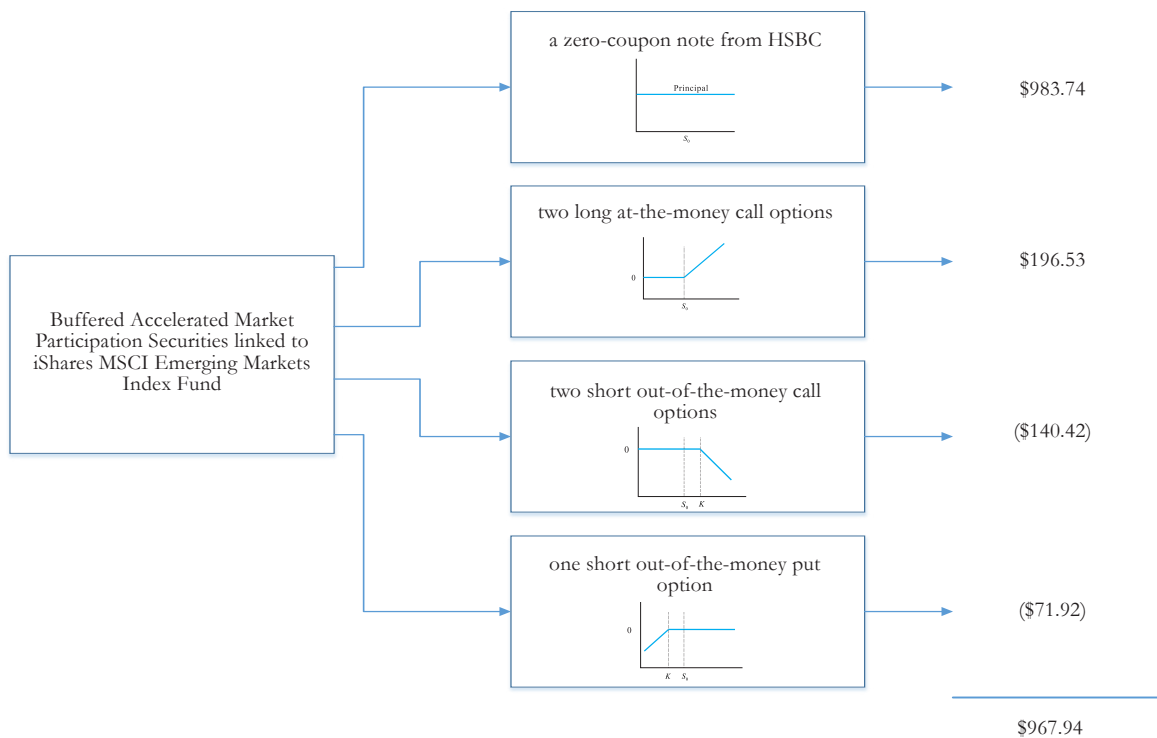 Buffered Accelerated Market
Participation Securities linked to
iShares MSCI Emerging Markets
Index Fund
a zero-coupon note from HSBC
Principal
S₀
$983.74
two long at-the-money call options
0
S₀
$196.53
two short out-of-the-money call
options
0
S₀ K
($140.42)
one short out-of-the-money put
option
0
K S₀
($71.92)
$967.94